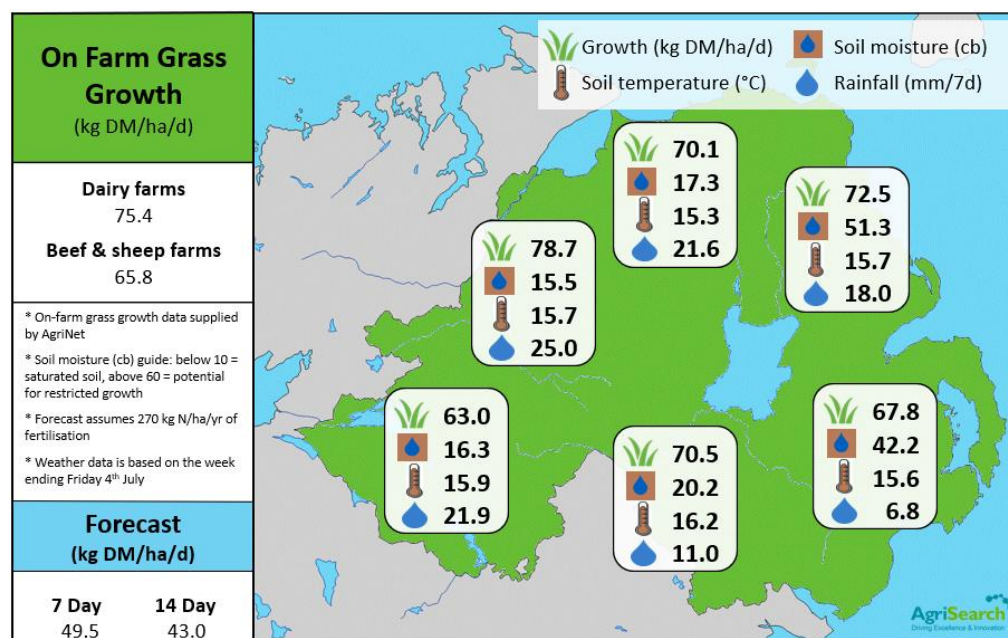 On Farm Grass
Growth
(kg DM/ha/d)
Dairy farms
75.4
Beef & sheep farms
65.8
* On-farm grass growth data supplied
by AgriNet
* Soil moisture (cb) guide: below 10 =
saturated soil, above 60 = potential
for restricted growth
* Forecast assumes 270 kg N/ha/yr of
fertilisation
* Weather data is based on the week
ending Friday 4th July
Forecast
(kg DM/ha/d)
7 Day 14 Day
49.5 43.0
Growth (kg DM/ha/d) Soil moisture (cb)
Soil temperature (°C) Rainfall (mm/7d)
70.1
17.3
15.3
21.6
72.5
51.3
15.7
18.0
78.7
15.5
15.7
25.0
63.0
16.3
15.9
21.9
70.5
20.2
16.2
11.0
67.8
42.2
15.6
6.8
AgriSearch
Driving Excellence & Innovation